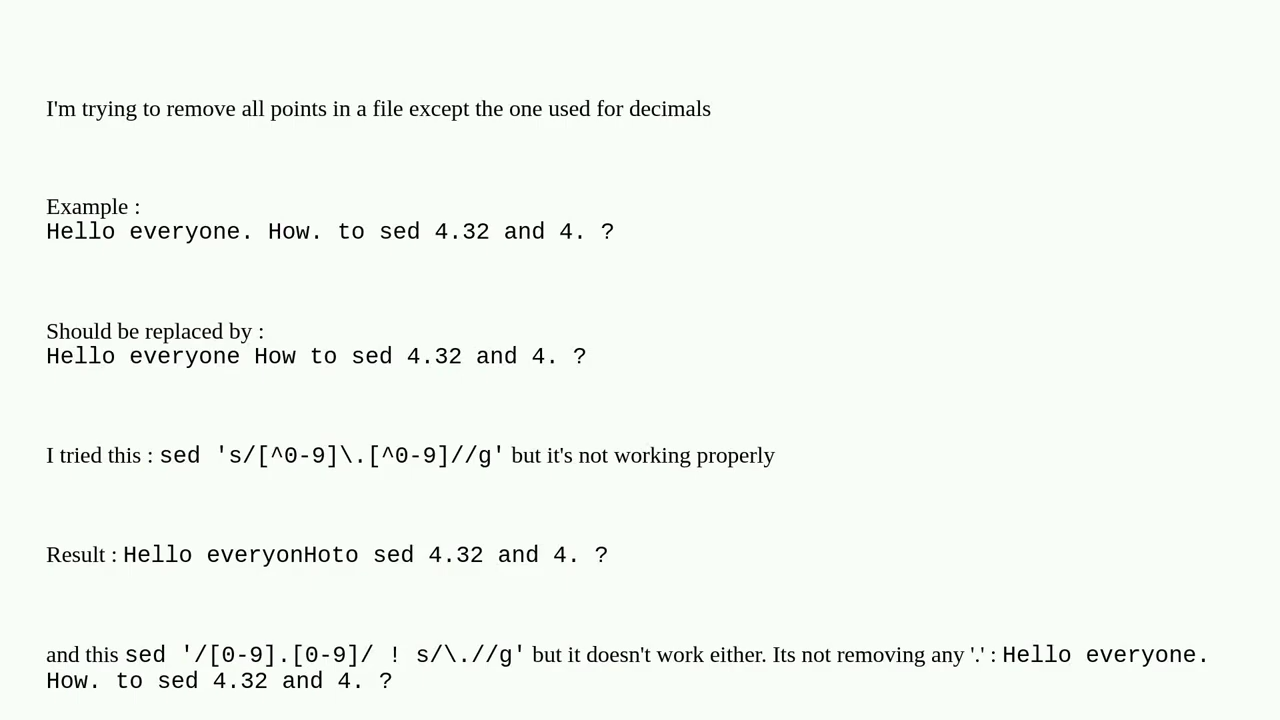 I'm trying to remove all points in a file except the one used for decimals
Example :
Hello everyone. How. to sed 4.32 and 4. ?
Should be replaced by :
Hello everyone How to sed 4.32 and 4. ?
I tried this : sed 's/[^0-9]\.[^0-9]//g' but it's not working properly
Result : Hello everyonHoto sed 4.32 and 4. ?
and this sed '/[0-9].[0-9]/ ! s/\.//g' but it doesn't work either. Its not removing any '.' : Hello everyone.
How. to sed 4.32 and 4. ?